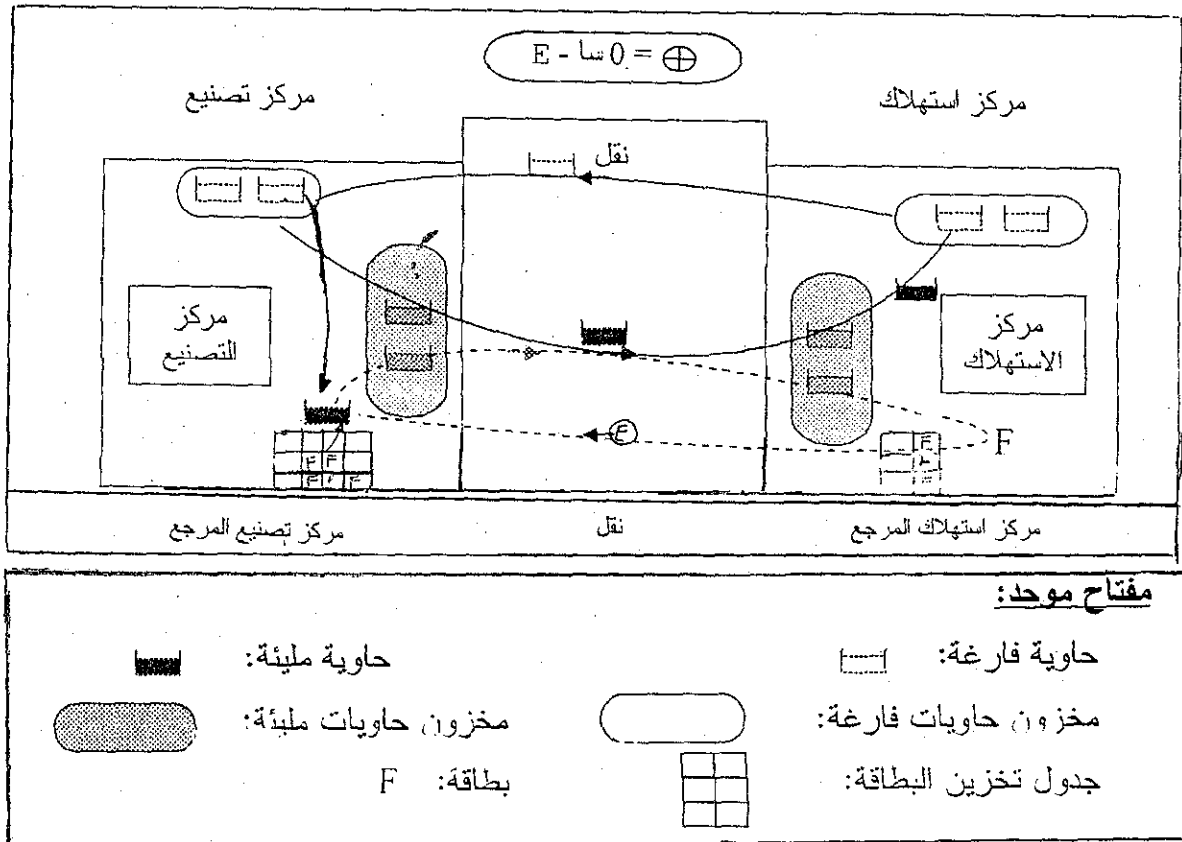 E - 0 تنا = ⊕
مركز تصنيع
مركز استهلاك
نقل
مركز
التصنيع
مركز
الاستهلاك
F
F
F
F F
F F
مركز تصنيع المرجع
نقل
مركز استهلاك المرجع
مفتاح موحد:
حاوية فارغة:
حاوية مليئة:
مخزون حاويات فارغة:
مخزون حاويات مليئة:
جدول تخزين البطاقة:
بطاقة: F